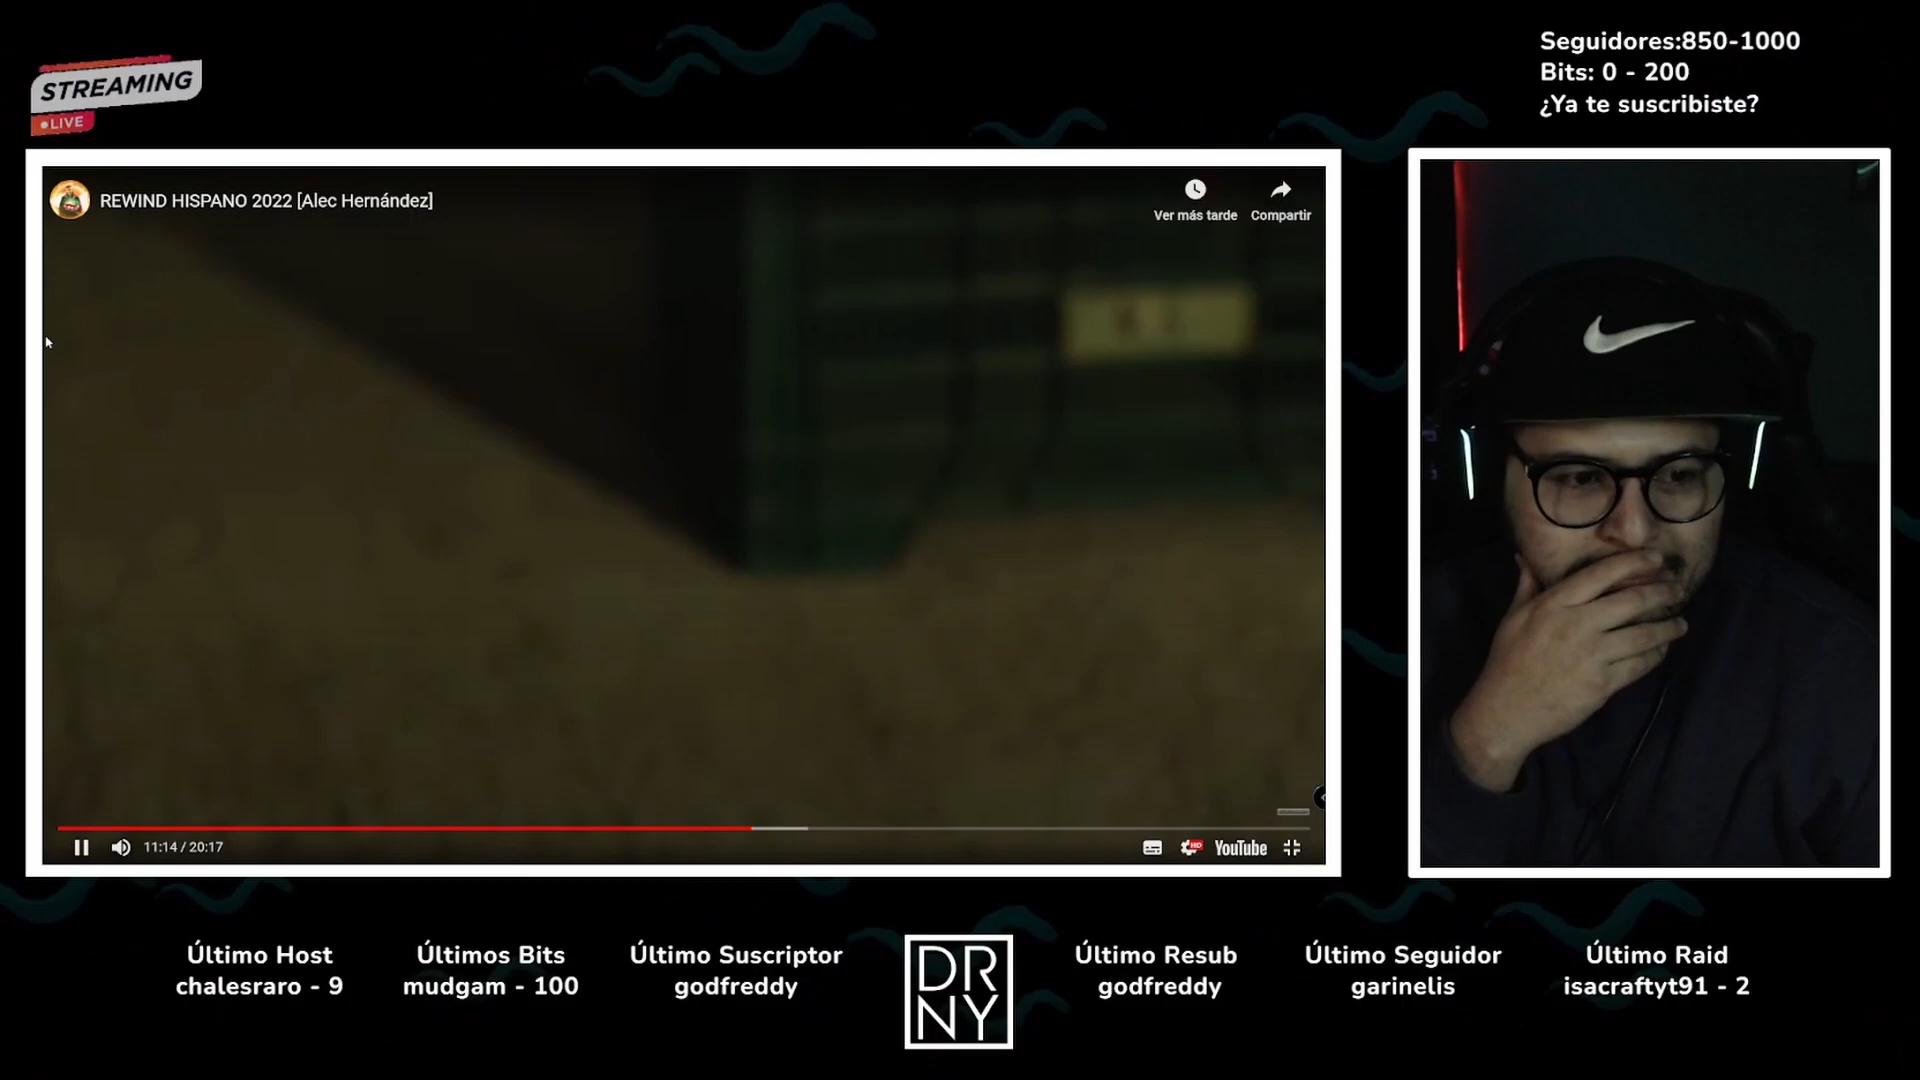 STREAMING
LIVE
Seguidores:850-1000
Bits: 0 - 200
¿Ya te suscribiste?
REWIND HISPANO 2022 [Alec Hernández]
Ver más tarde
Compartir
11:14 / 20:17
HD
YouTube
Último Host
chalesraro - 9
Últimos Bits
mudgam - 100
Último Suscriptor
godfreddy
DR
NY
Último Resub
godfreddy
Último Seguidor
garinelis
Último Raid
isacraftyt91 - 2